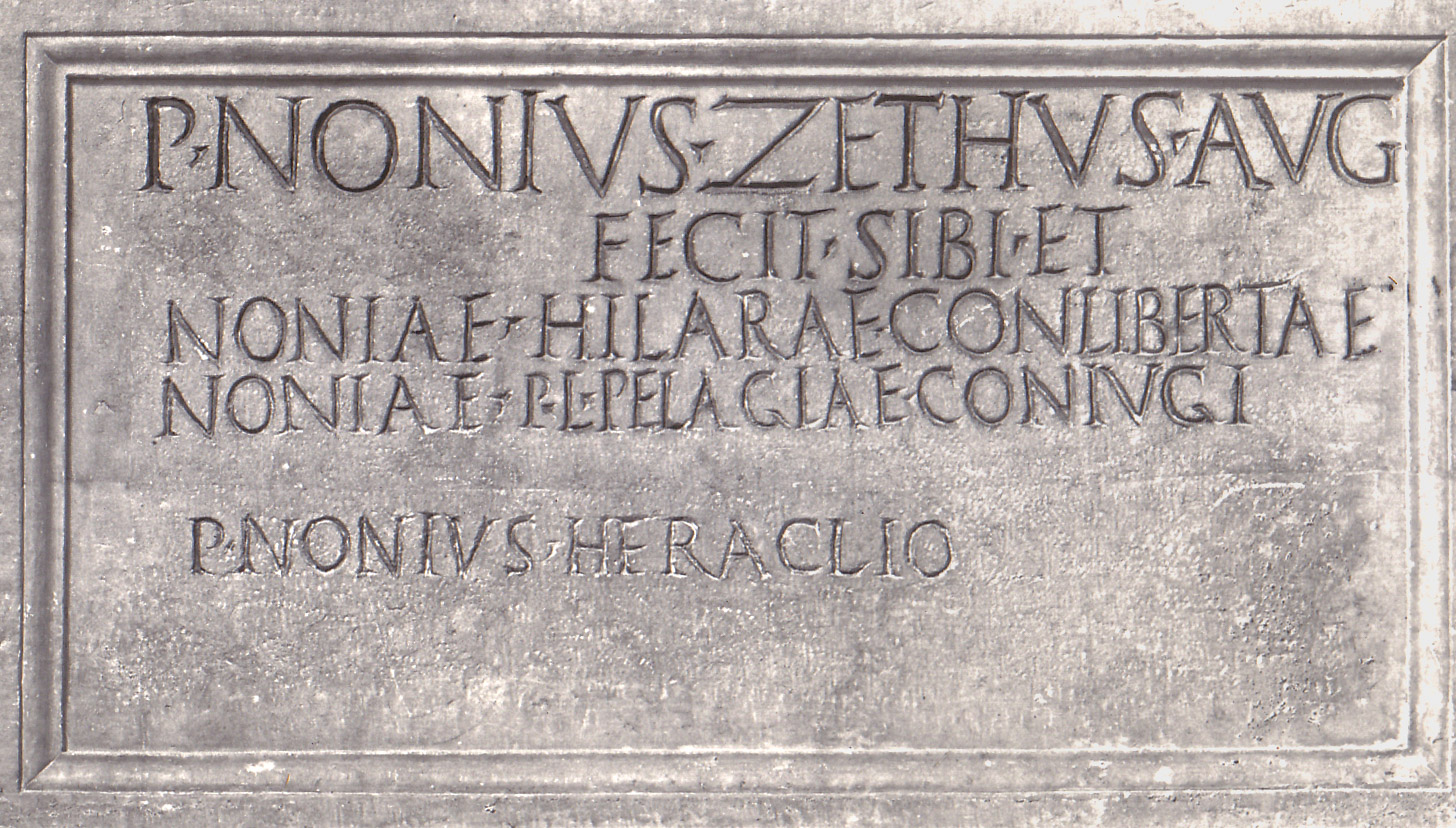 P·NONIVS·ZETHVS·AVG
FECIT·SIBI·ET
NONIAE·HILARAE·CONLIBERTAE
NONIAE·P·L·PELAGIAE·CONIVGI
P·NONIVS·HERACLIO